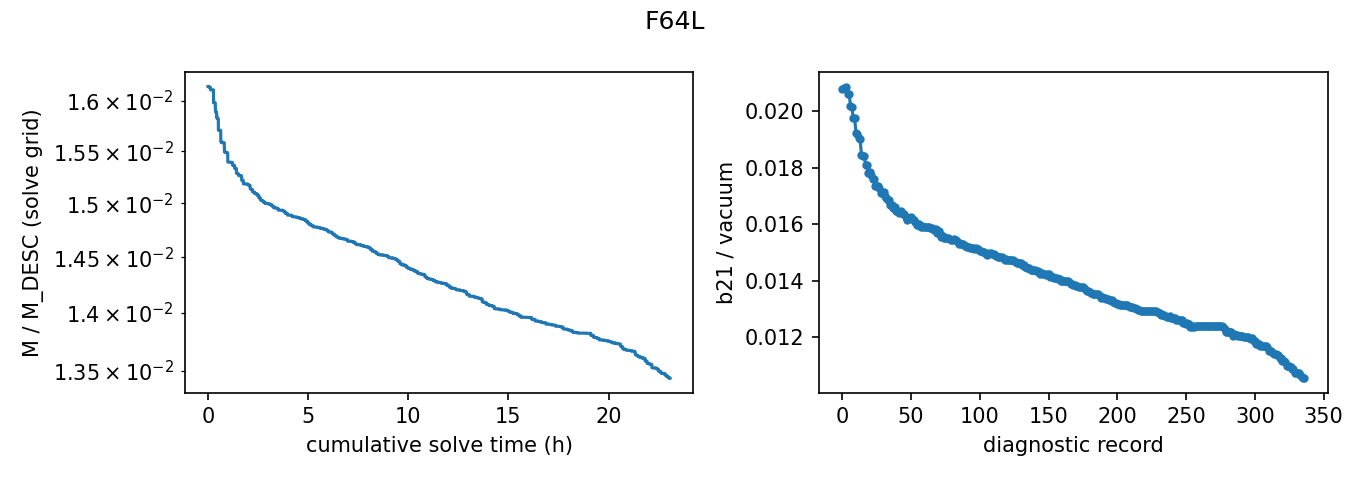 F64L
M / M_DESC (solve grid)
1.6 × 10⁻²
1.55 × 10⁻²
1.5 × 10⁻²
1.45 × 10⁻²
1.4 × 10⁻²
1.35 × 10⁻²
0 5 10 15 20
cumulative solve time (h)
b21 / vacuum
0.020
0.018
0.016
0.014
0.012
0 50 100 150 200 250 300 350
diagnostic record